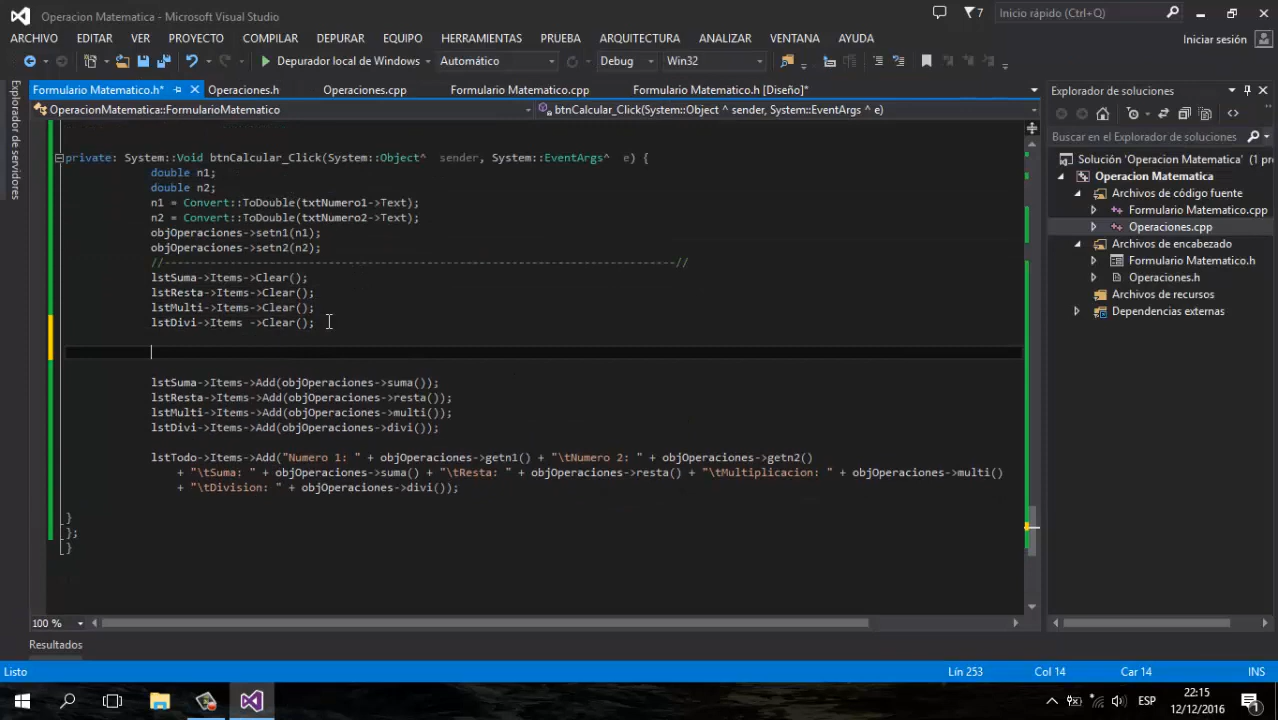 Operacion Matematica - Microsoft Visual Studio
7
Inicio rápido (Ctrl+Q)
ARCHIVO EDITAR VER PROYECTO COMPILAR DEPURAR EQUIPO HERRAMIENTAS PRUEBA ARQUITECTURA ANALIZAR VENTANA AYUDA
Iniciar sesión
Depurador local de Windows Automático Debug Win32
Explorador de servidores
Formulario Matematico.h* Operaciones.h Operaciones.cpp Formulario Matematico.cpp Formulario Matematico.h [Diseño]*
OperacionMatematica::FormularioMatematico btnCalcular_Click(System::Object ^ sender, System::EventArgs ^ e)
private: System::Void btnCalcular_Click(System::Object^ sender, System::EventArgs^ e) {
double n1;
double n2;
n1 = Convert::ToDouble(txtNumero1->Text);
n2 = Convert::ToDouble(txtNumero2->Text);
objOperaciones->setn1(n1);
objOperaciones->setn2(n2);
//-----------------------------------------------------------------------------//
lstSuma->Items->Clear();
lstResta->Items->Clear();
lstMulti->Items->Clear();
lstDivi->Items ->Clear();
lstSuma->Items->Add(objOperaciones->suma());
lstResta->Items->Add(objOperaciones->resta());
lstMulti->Items->Add(objOperaciones->multi());
lstDivi->Items->Add(objOperaciones->divi());
lstTodo->Items->Add("Numero 1: " + objOperaciones->getn1() + "\tNumero 2: " + objOperaciones->getn2()
+ "\tSuma: " + objOperaciones->suma() + "\tResta: " + objOperaciones->resta() + "\tMultiplicacion: " + objOperaciones->multi()
+ "\tDivision: " + objOperaciones->divi());
}
};
}
100 %
Resultados
Explorador de soluciones
Buscar en el Explorador de soluciones
Solución 'Operacion Matematica' (1 pr
Operacion Matematica
Archivos de código fuente
Formulario Matematico.cpp
Operaciones.cpp
Archivos de encabezado
Formulario Matematico.h
Operaciones.h
Archivos de recursos
Dependencias externas
Listo Lín 253 Col 14 Car 14 INS
ESP
22:15
12/12/2016
1